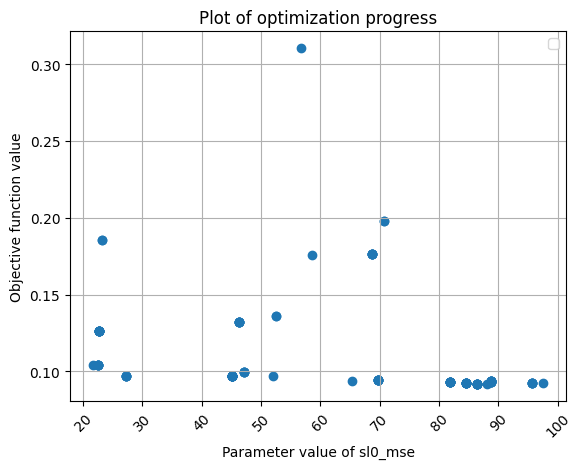 Plot of optimization progress
Objective function value
0.30
0.25
0.20
0.15
0.10
20 30 40 50 60 70 80 90 100
Parameter value of sl0_mse